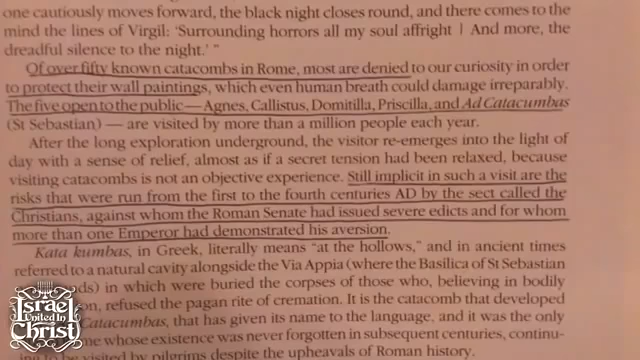 one cautiously moves forward, the black night closes round, and there comes to the
mind the lines of Virgil: 'Surrounding horrors all my soul affright | And more, the
dreadful silence to the night.' "
Of over fifty known catacombs in Rome, most are denied to our curiosity in order
to protect their wall paintings, which even human breath could damage irreparably.
The five open to the public—Agnes, Callistus, Domitilla, Priscilla, and Ad Catacumbas
(St Sebastian) — are visited by more than a million people each year.
After the long exploration underground, the visitor re-emerges into the light of
day with a sense of relief, almost as if a secret tension had been relaxed, because
visiting catacombs is not an objective experience. Still implicit in such a visit are the
risks that were run from the first to the fourth centuries AD by the sect called the
Christians, against whom the Roman Senate had issued severe edicts and for whom
more than one Emperor had demonstrated his aversion.
Kata kumbas, in Greek, literally means "at the hollows," and in ancient times
referred to a natural cavity alongside the Via Appia (where the Basilica of St Sebastian
ds) in which were buried the corpses of those who, believing in bodily
on, refused the pagan rite of cremation. It is the catacomb that developed
Catacumbas, that has given its name to the language, and it was the only
me whose existence was never forgotten in subsequent centuries, continu-
ing to be visited by pilgrims despite the upheavals of Roman history.
Israel
United In
Christ